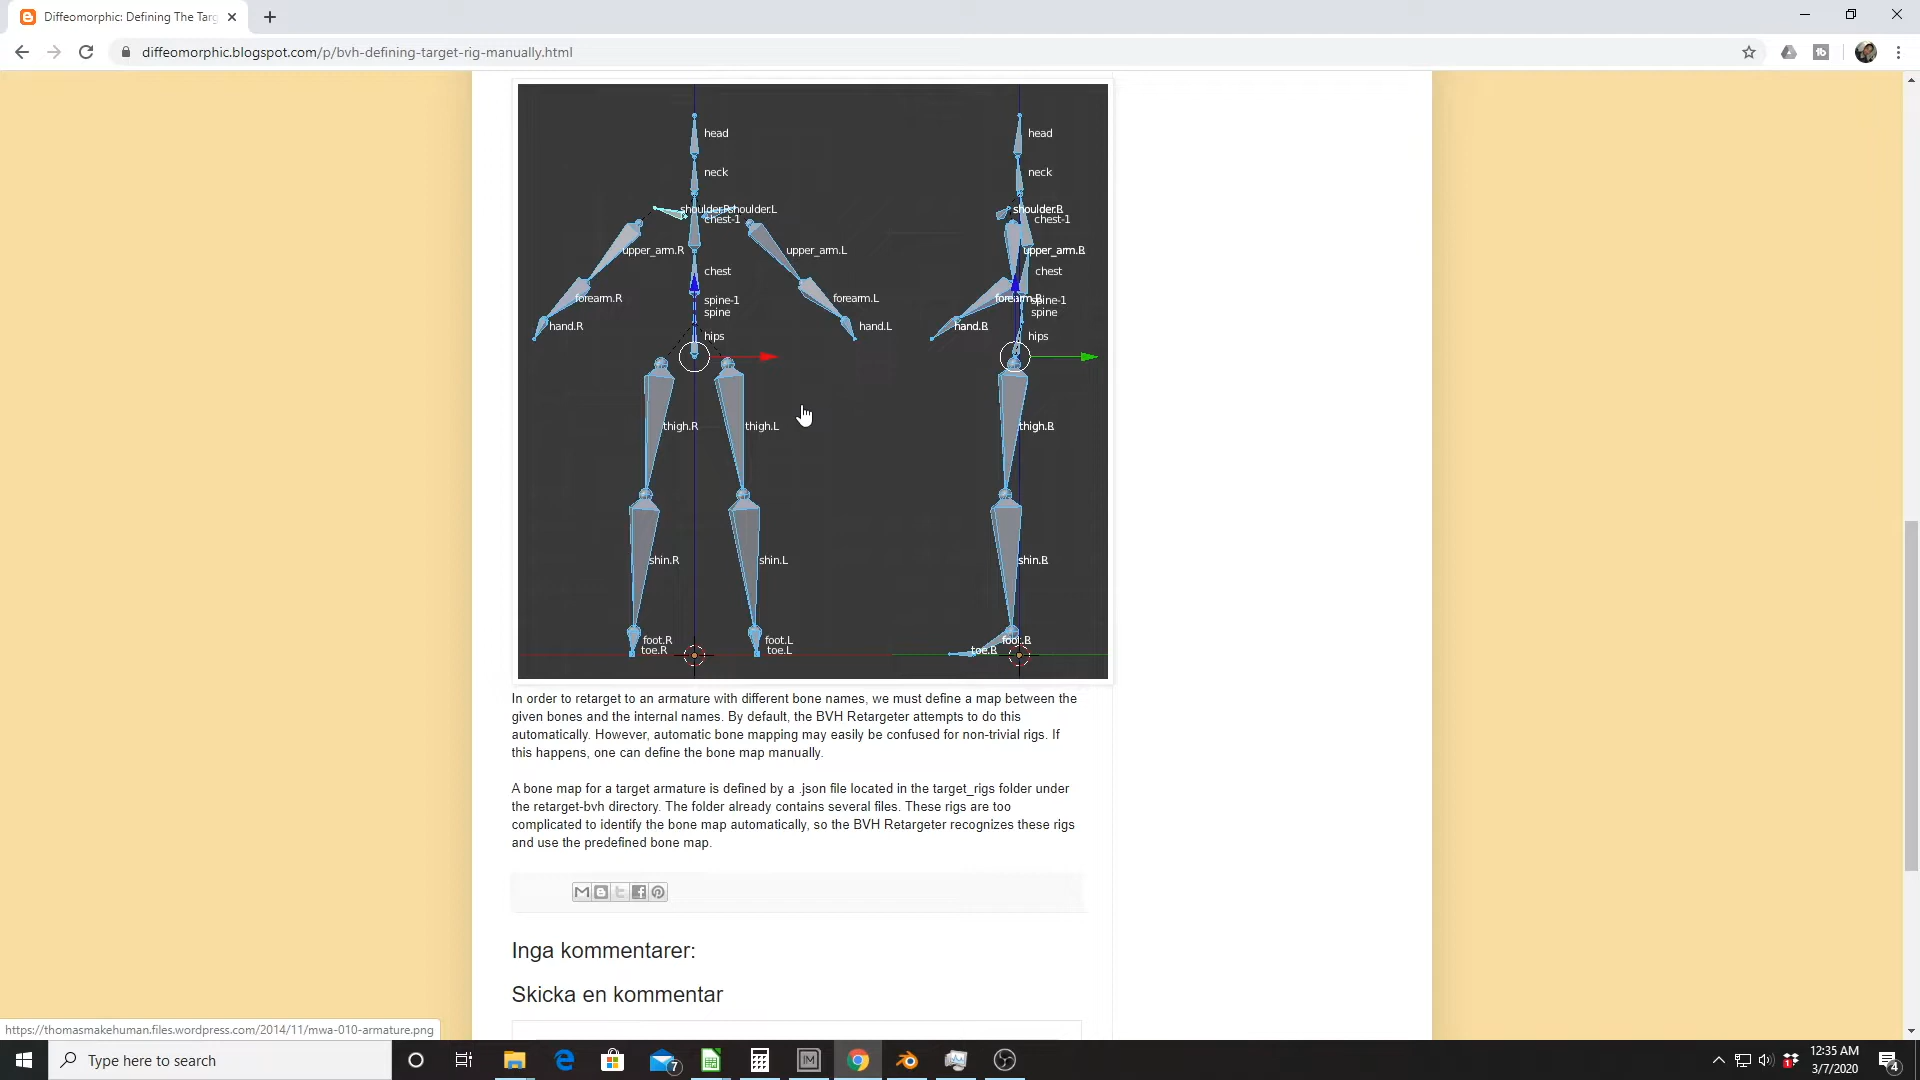 Diffeomorphic: Defining The Targ
diffeomorphic.blogspot.com/p/bvh-defining-target-rig-manually.html
head
head
neck
neck
shoulder.L
chest-1
chest-1
upper_arm.R
upper_arm.L
chest
chest
forearm.R
spine-1
forearm.L
spine-1
spine
spine
hand.R
hand.L
hips
hips
thigh.R
thigh.L
shin.R
shin.L
foot.R
foot.L
toe.R
toe.L
In order to retarget to an armature with different bone names, we must define a map between the
given bones and the internal names. By default, the BVH Retargeter attempts to do this
automatically. However, automatic bone mapping may easily be confused for non-trivial rigs. If
this happens, one can define the bone map manually.
A bone map for a target armature is defined by a .json file located in the target_rigs folder under
the retarget-bvh directory. The folder already contains several files. These rigs are too
complicated to identify the bone map automatically, so the BVH Retargeter recognizes these rigs
and use the predefined bone map.
Inga kommentarer:
Skicka en kommentar
https://thomasmakehuman.files.wordpress.com/2014/11/mwa-010-armature.png
Type here to search
7
12:35 AM
3/7/2020
4